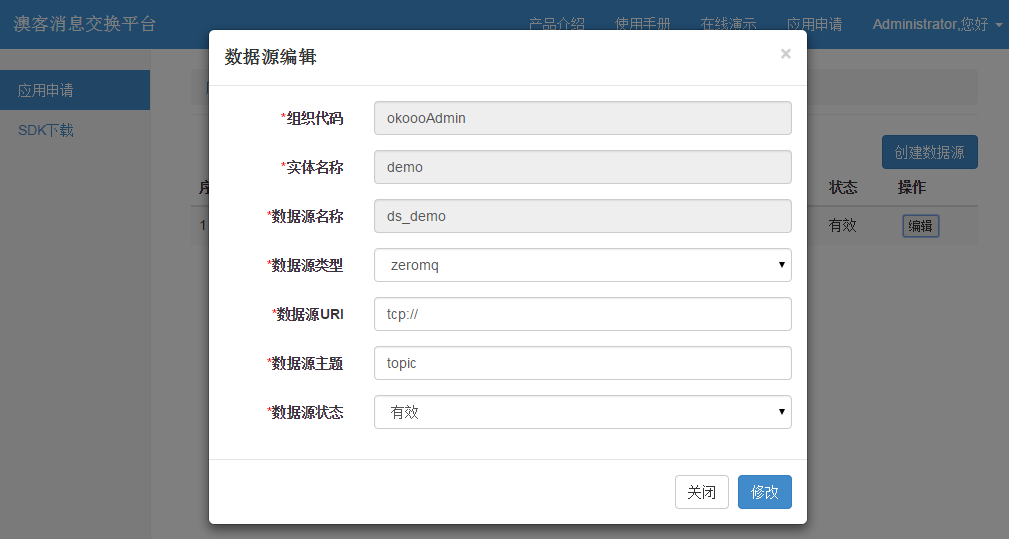 澳客消息交换平台
产品介绍 使用手册 在线演示 应用申请 Administrator,您好
数据源编辑 ×
应用申请
SDK下载
*组织代码 okoooAdmin
创建数据源
*实体名称 demo
状态 操作
*数据源名称 ds_demo
1 有效 编辑
*数据源类型 zeromq
*数据源URI tcp://
*数据源主题 topic
*数据源状态 有效
关闭 修改